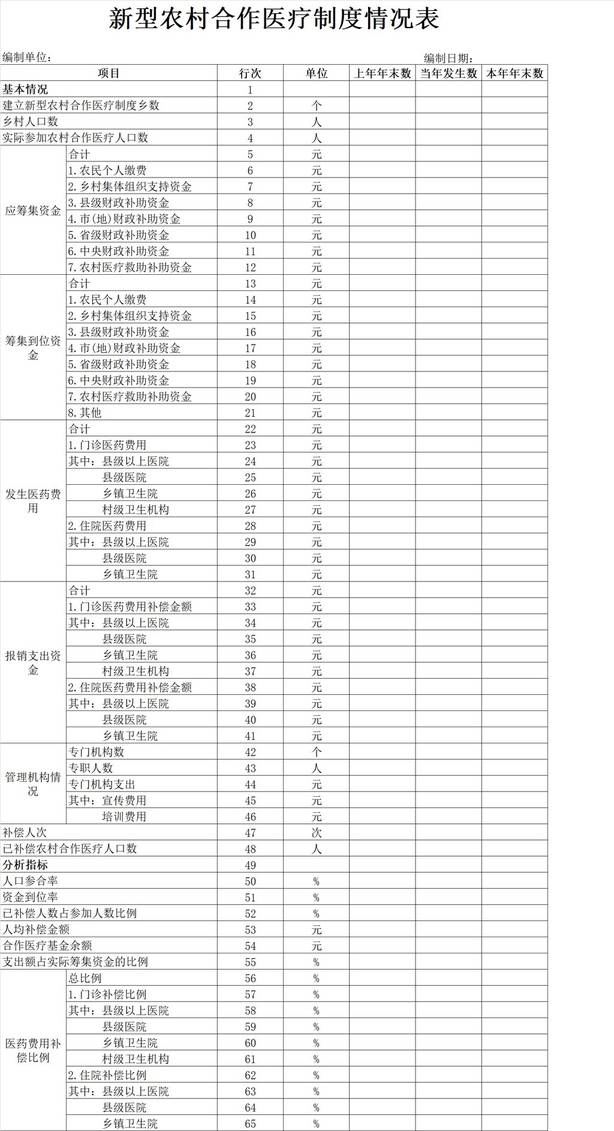 新型农村合作医疗制度情况表
编制单位: 编制日期:
项目 行次 单位 上年年末数 当年发生数 本年年末数
基本情况 1
建立新型农村合作医疗制度乡数 2 个
乡村人口数 3 人
实际参加农村合作医疗人口数 4 人
应筹集资金
合计 5 元
1.农民个人缴费 6 元
2.乡村集体组织支持资金 7 元
3.县级财政补助资金 8 元
4.市(地)财政补助资金 9 元
5.省级财政补助资金 10 元
6.中央财政补助资金 11 元
7.农村医疗救助补助资金 12 元
筹集到位资金
合计 13 元
1.农民个人缴费 14 元
2.乡村集体组织支持资金 15 元
3.县级财政补助资金 16 元
4.市(地)财政补助资金 17 元
5.省级财政补助资金 18 元
6.中央财政补助资金 19 元
7.农村医疗救助补助资金 20 元
8.其他 21 元
发生医药费用
合计 22 元
1.门诊医药费用 23 元
其中: 县级以上医院 24 元
县级医院 25 元
乡镇卫生院 26 元
村级卫生机构 27 元
2.住院医药费用 28 元
其中: 县级以上医院 29 元
县级医院 30 元
乡镇卫生院 31 元
报销支出资金
合计 32 元
1.门诊医药费用补偿金额 33 元
其中: 县级以上医院 34 元
县级医院 35 元
乡镇卫生院 36 元
村级卫生机构 37 元
2.住院医药费用补偿金额 38 元
其中: 县级以上医院 39 元
县级医院 40 元
乡镇卫生院 41 元
管理机构情况
专门机构数 42 个
专职人数 43 人
专门机构支出 44 元
其中: 宣传费用 45 元
培训费用 46 元
补偿人次 47 次
已补偿农村合作医疗人口数 48 人
分析指标 49
人口参合率 50 %
资金到位率 51 %
已补偿人数占参加人数比例 52 %
人均补偿金额 53 元
合作医疗基金余额 54 元
支出额占实际筹集资金的比例 55 %
医药费用补偿比例
总比例 56 %
1.门诊补偿比例 57 %
其中: 县级以上医院 58 %
县级医院 59 %
乡镇卫生院 60 %
村级卫生机构 61 %
2.住院补偿比例 62 %
其中: 县级以上医院 63 %
县级医院 64 %
乡镇卫生院 65 %